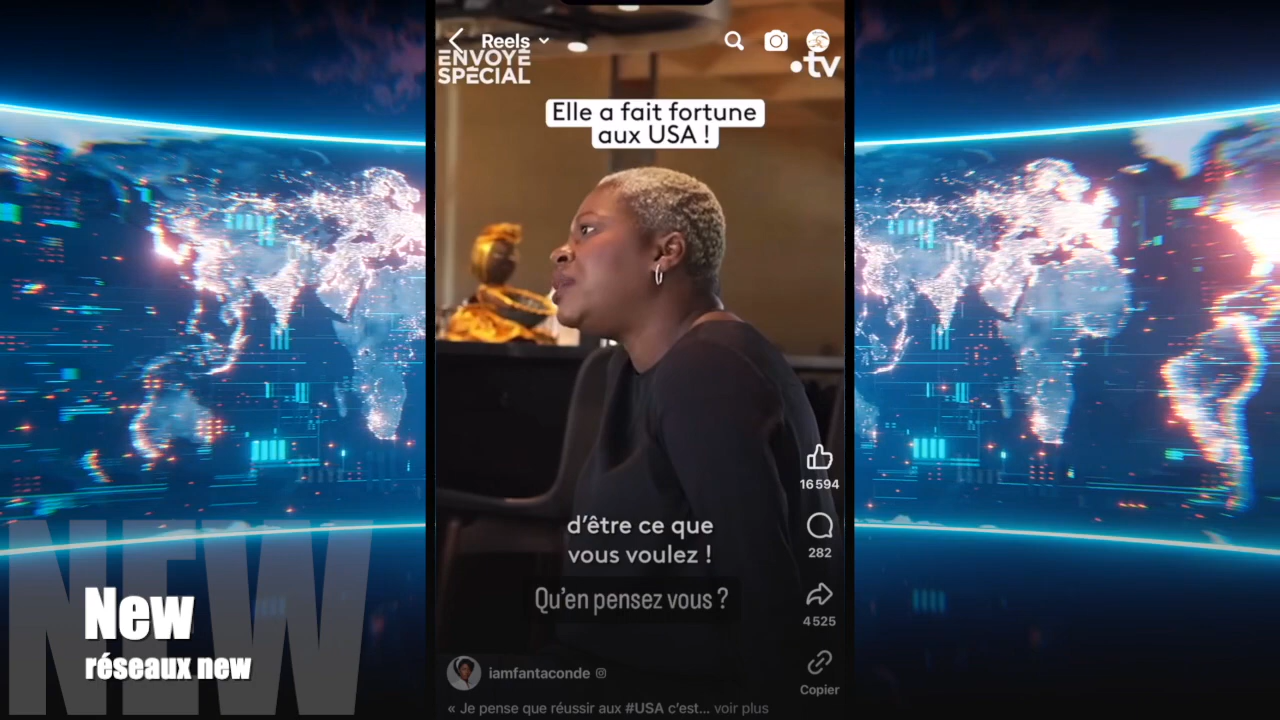 Reels
ENVOYÉ
SPÉCIAL
•tv
Elle a fait fortune
aux USA !
16 594
d'être ce que
vous voulez !
282
Qu'en pensez vous ?
4 525
NEW
New
réseaux new
iamfantaconde
Copier
« Je pense que réussir aux #USA c'est... voir plus